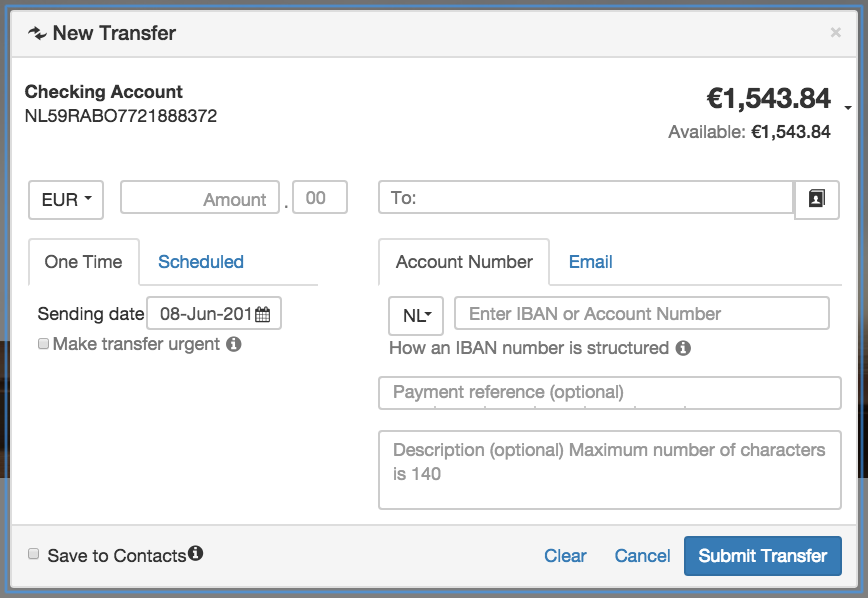 New Transfer
×
Checking Account
NL59RABO7721888372
€1,543.84
Available: €1,543.84
EUR
Amount
.
00
To:
One Time
Scheduled
Account Number
Email
Sending date
08-Jun-201
NL
Enter IBAN or Account Number
Make transfer urgent
How an IBAN number is structured
Payment reference (optional)
Description (optional) Maximum number of characters
is 140
Save to Contacts
Clear
Cancel
Submit Transfer